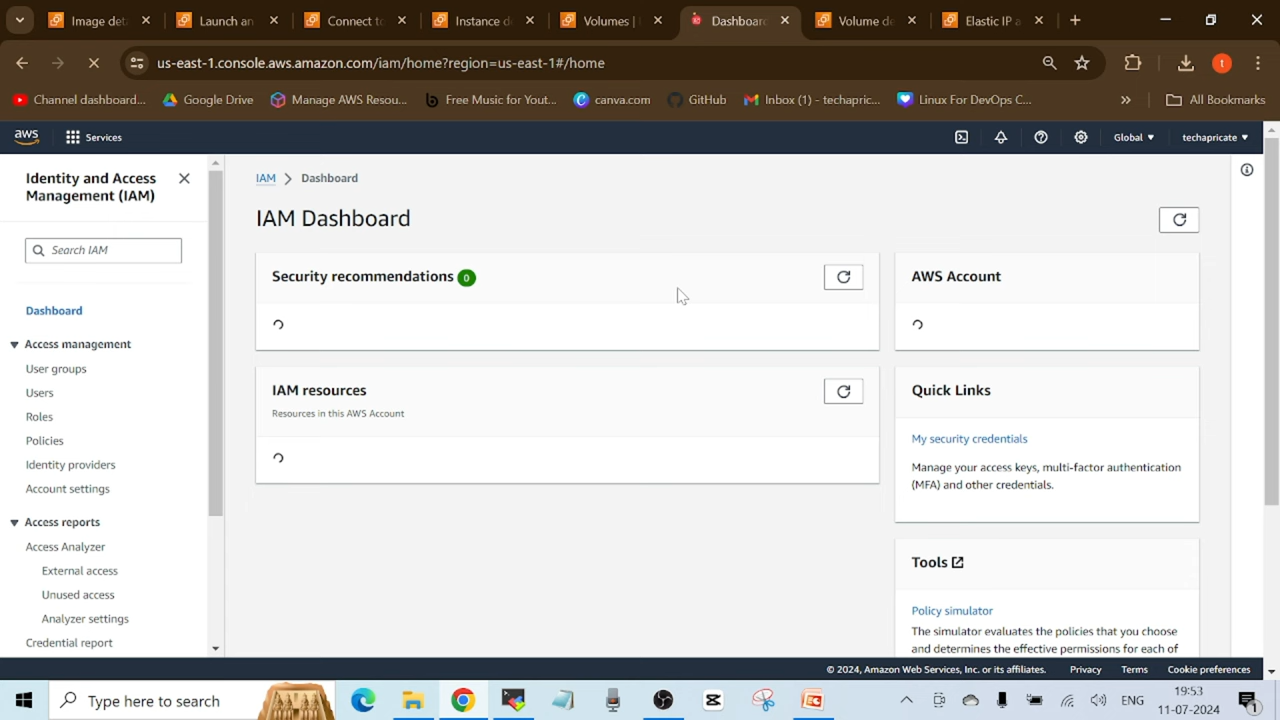 Image det
Launch an
Connect to
Instance de
Volumes |
Dashboard
Volume de
Elastic IP a
us-east-1.console.aws.amazon.com/iam/home?region=us-east-1#/home
Channel dashboard...
Google Drive
Manage AWS Resou...
Free Music for Yout...
canva.com
GitHub
Inbox (1) - techapric...
Linux For DevOps C...
All Bookmarks
aws
Services
Global
techapricate
Identity and Access
Management (IAM)
Search IAM
Dashboard
Access management
User groups
Users
Roles
Policies
Identity providers
Account settings
Access reports
Access Analyzer
External access
Unused access
Analyzer settings
Credential report
IAM
Dashboard
IAM Dashboard
Security recommendations 0
IAM resources
Resources in this AWS Account
AWS Account
Quick Links
My security credentials
Manage your access keys, multi-factor authentication
(MFA) and other credentials.
Tools
Policy simulator
The simulator evaluates the policies that you choose
and determines the effective permissions for each of
© 2024, Amazon Web Services, Inc. or its affiliates.
Privacy
Terms
Cookie preferences
Type here to search
ENG
19:53
11-07-2024
1